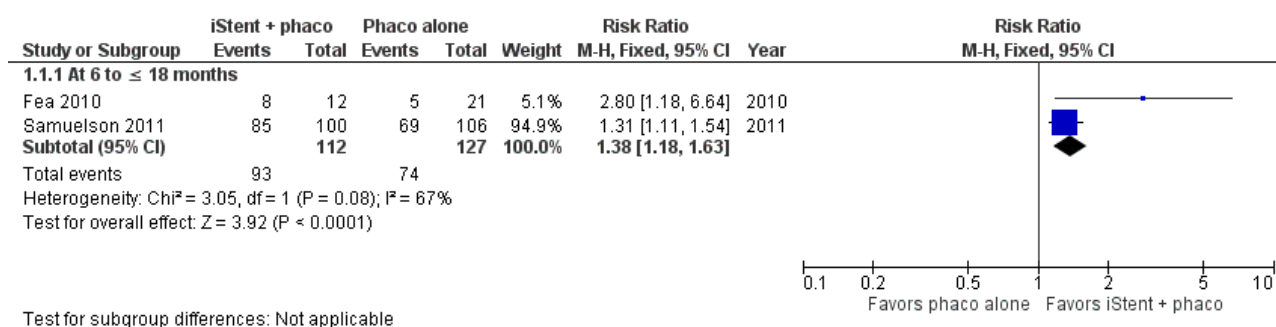 iStent + phaco Phaco alone Risk Ratio Risk Ratio
Study or Subgroup Events Total Events Total Weight M-H, Fixed, 95% CI Year M-H, Fixed, 95% CI
1.1.1 At 6 to ≤ 18 months
Fea 2010 8 12 5 21 5.1% 2.80 [1.18, 6.64] 2010
Samuelson 2011 85 100 69 106 94.9% 1.31 [1.11, 1.54] 2011
Subtotal (95% CI) 112 127 100.0% 1.38 [1.18, 1.63]
Total events 93 74
Heterogeneity: Chi² = 3.05, df = 1 (P = 0.08); I² = 67%
Test for overall effect: Z = 3.92 (P < 0.0001)
0.1 0.2 0.5 1 2 5 10
Favors phaco alone Favors iStent + phaco
Test for subgroup differences: Not applicable